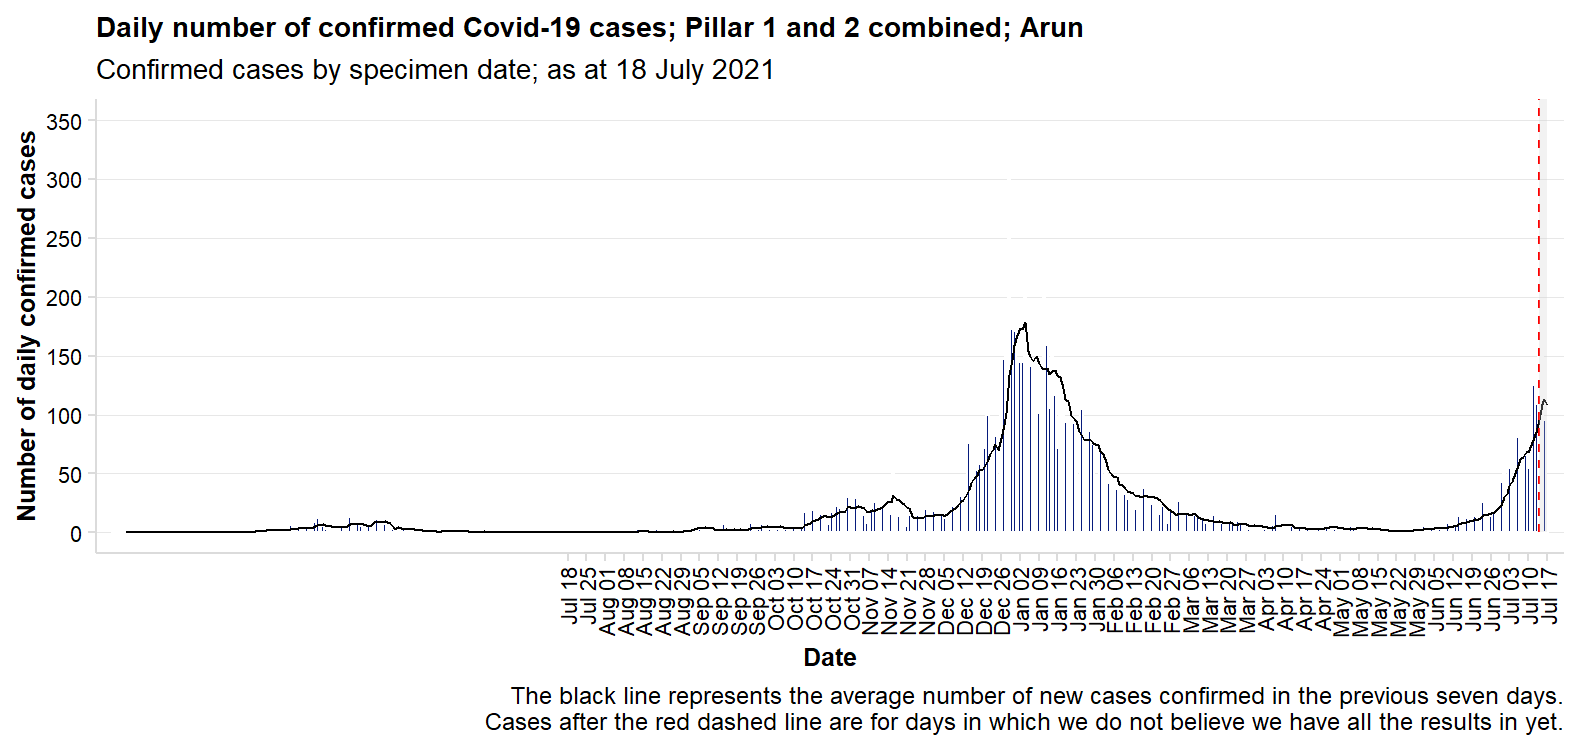 Daily number of confirmed Covid-19 cases; Pillar 1 and 2 combined; Arun
Confirmed cases by specimen date; as at 18 July 2021
Number of daily confirmed cases
350
300
250
200
150
100
50
0
Jul 18
Jul 25
Aug 01
Aug 08
Aug 15
Aug 22
Aug 29
Sep 05
Sep 12
Sep 19
Sep 26
Oct 03
Oct 10
Oct 17
Oct 24
Oct 31
Nov 07
Nov 14
Nov 21
Nov 28
Dec 05
Dec 12
Dec 19
Dec 26
Jan 02
Jan 09
Jan 16
Jan 23
Jan 30
Feb 06
Feb 13
Feb 20
Feb 27
Mar 06
Mar 13
Mar 20
Mar 27
Apr 03
Apr 10
Apr 17
Apr 24
May 01
May 08
May 15
May 22
May 29
Jun 05
Jun 12
Jun 19
Jun 26
Jul 03
Jul 10
Jul 17
Date
The black line represents the average number of new cases confirmed in the previous seven days.
Cases after the red dashed line are for days in which we do not believe we have all the results in yet.